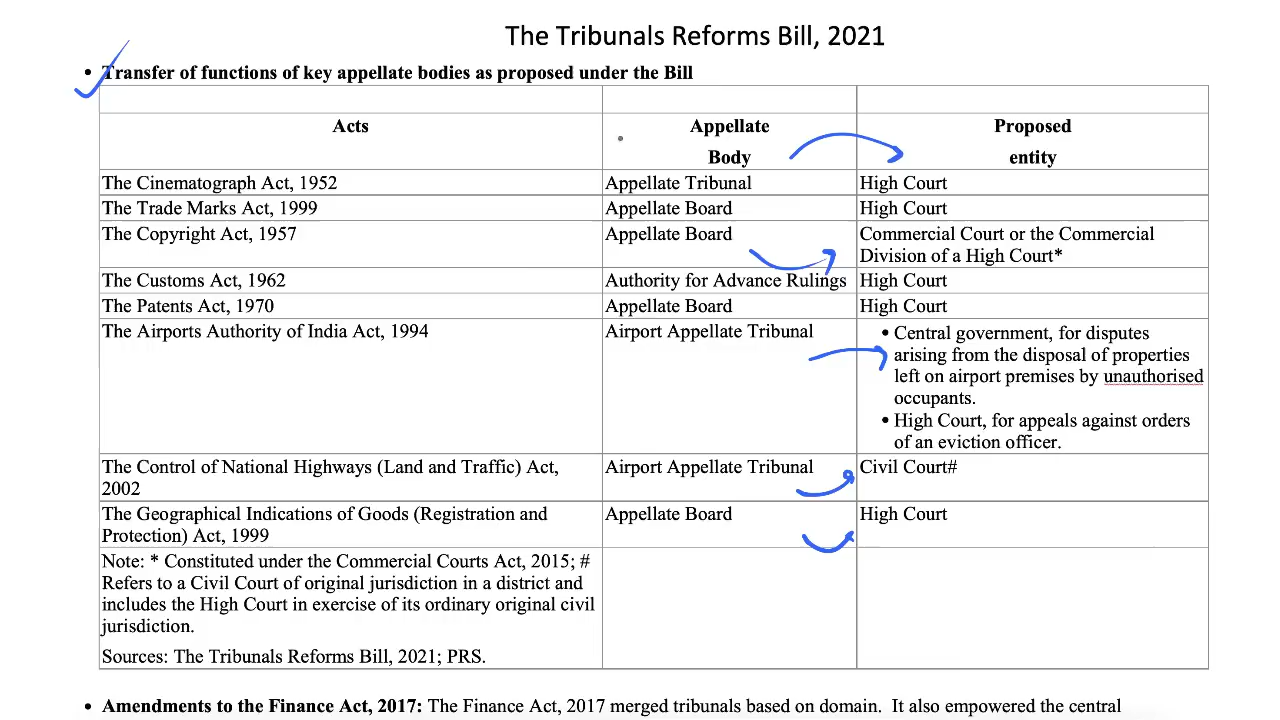 The Tribunals Reforms Bill, 2021
• Transfer of functions of key appellate bodies as proposed under the Bill
Acts
Appellate
Body
Proposed
entity
The Cinematograph Act, 1952
Appellate Tribunal
High Court
The Trade Marks Act, 1999
Appellate Board
High Court
The Copyright Act, 1957
Appellate Board
Commercial Court or the Commercial
Division of a High Court*
The Customs Act, 1962
Authority for Advance Rulings
High Court
The Patents Act, 1970
Appellate Board
High Court
The Airports Authority of India Act, 1994
Airport Appellate Tribunal
• Central government, for disputes
arising from the disposal of properties
left on airport premises by unauthorised
occupants.
• High Court, for appeals against orders
of an eviction officer.
The Control of National Highways (Land and Traffic) Act,
2002
Airport Appellate Tribunal
Civil Court#
The Geographical Indications of Goods (Registration and
Protection) Act, 1999
Appellate Board
High Court
Note: * Constituted under the Commercial Courts Act, 2015; #
Refers to a Civil Court of original jurisdiction in a district and
includes the High Court in exercise of its ordinary original civil
jurisdiction.
Sources: The Tribunals Reforms Bill, 2021; PRS.
• Amendments to the Finance Act, 2017: The Finance Act, 2017 merged tribunals based on domain. It also empowered the central